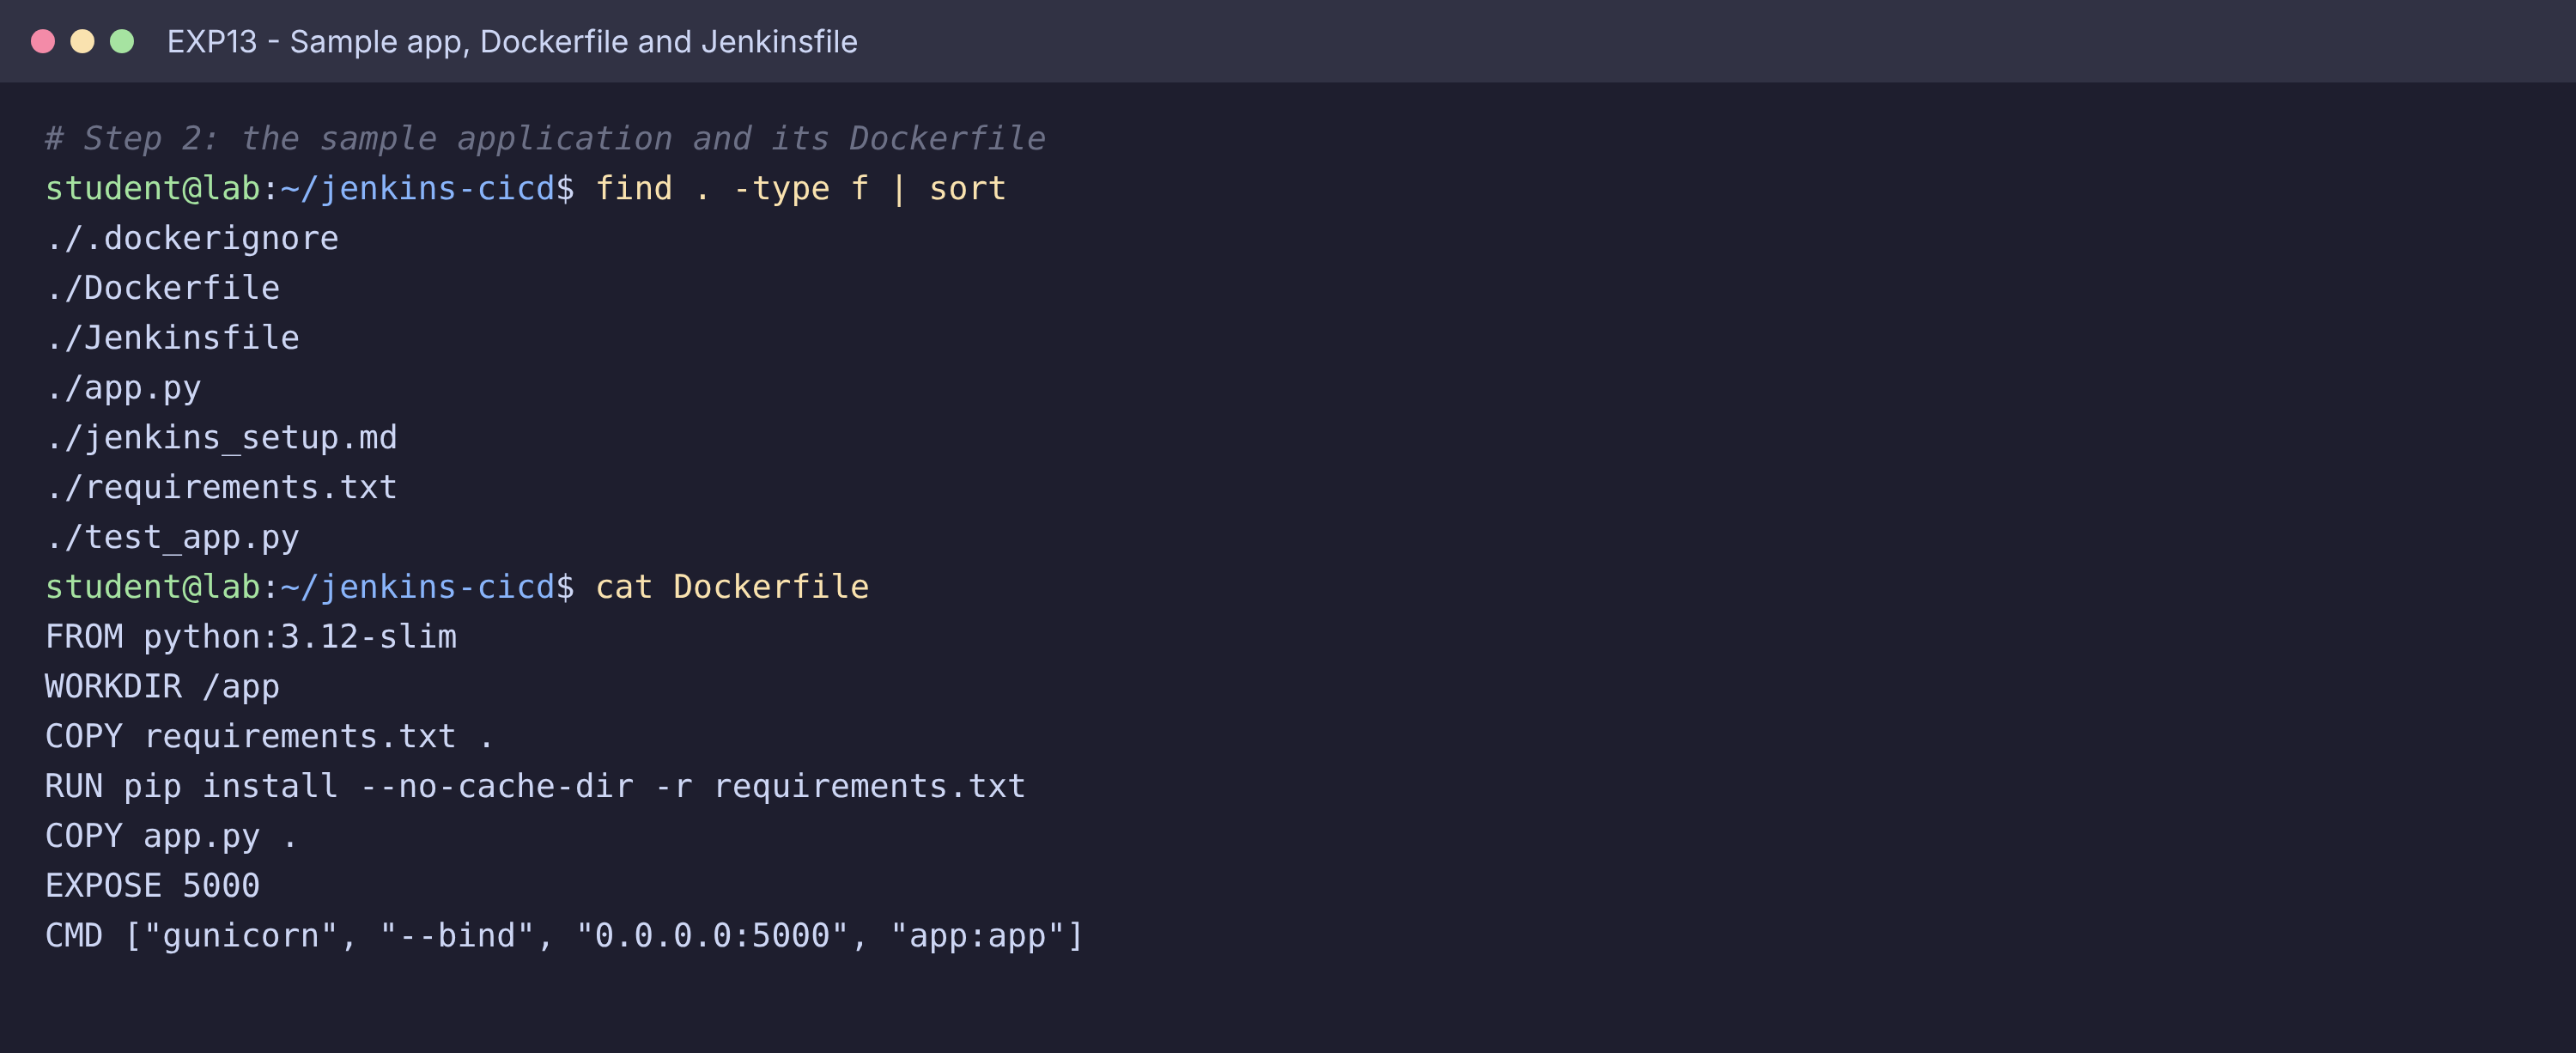 EXP13 - Sample app, Dockerfile and Jenkinsfile
# Step 2: the sample application and its Dockerfile
student@lab:~/jenkins-cicd$ find . -type f | sort
./.dockerignore
./Dockerfile
./Jenkinsfile
./app.py
./jenkins_setup.md
./requirements.txt
./test_app.py
student@lab:~/jenkins-cicd$ cat Dockerfile
FROM python:3.12-slim
WORKDIR /app
COPY requirements.txt .
RUN pip install --no-cache-dir -r requirements.txt
COPY app.py .
EXPOSE 5000
CMD ["gunicorn", "--bind", "0.0.0.0:5000", "app:app"]